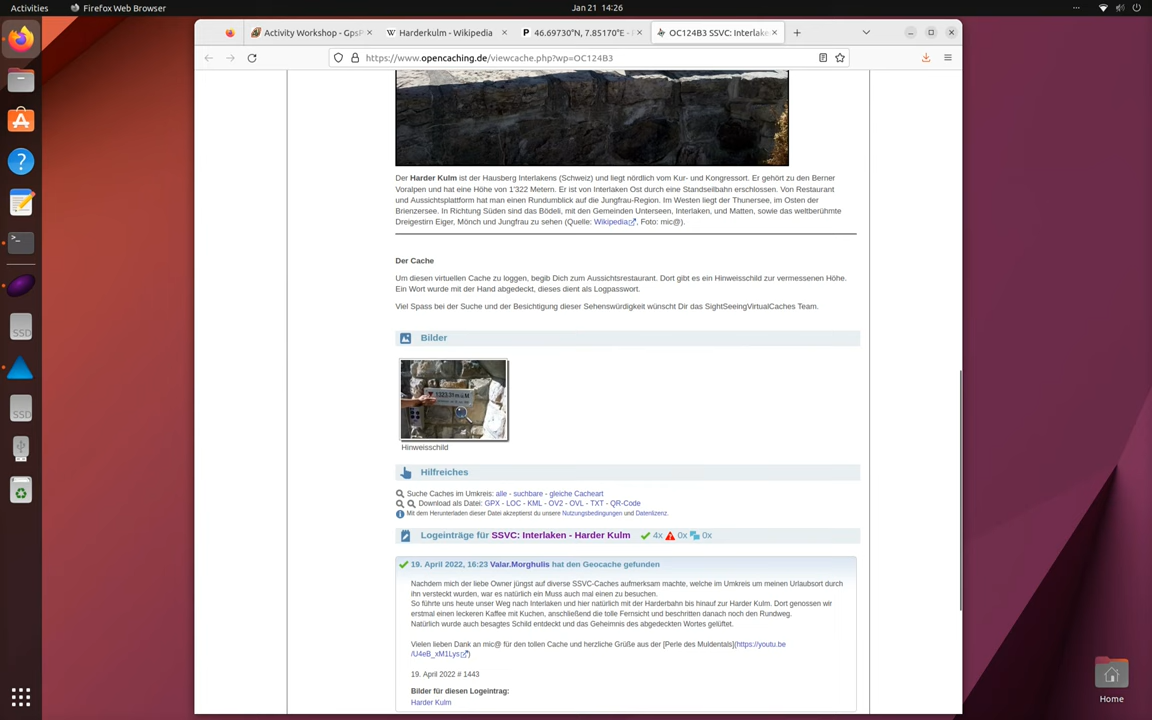 Activities
Firefox Web Browser
Jan 21 14:26
Activity Workshop - GpsP
Harderkulm - Wikipedia
46.69730°N, 7.85170°E -
OC124B3 SSVC: Interlake
https://www.opencaching.de/viewcache.php?wp=OC124B3
Der Harder Kulm ist der Hausberg Interlakens (Schweiz) und liegt nördlich vom Kur- und Kongressort. Er gehört zu den Berner
Voralpen und hat eine Höhe von 1'322 Metern. Er ist von Interlaken Ost durch eine Standseilbahn erschlossen. Von Restaurant
und Aussichtsplattform hat man einen Rundumblick auf die Jungfrau-Region. Im Westen liegt der Thunersee, im Osten der
Brienzersee. In Richtung Süden sind das Bödeli, mit den Gemeinden Unterseen, Interlaken, und Matten, sowie das weltberühmte
Dreigestirn Eiger, Mönch und Jungfrau zu sehen (Quelle: Wikipedia, Foto: mic@).
Der Cache
Um diesen virtuellen Cache zu loggen, begib Dich zum Aussichtsrestaurant. Dort gibt es ein Hinweisschild zur vermessenen Höhe.
Ein Wort wurde mit der Hand abgedeckt, dieses dient als Logpasswort.
Viel Spass bei der Suche und der Besichtigung dieser Sehenswürdigkeit wünscht Dir das SightSeeingVirtualCaches Team.
Bilder
Hinweisschild
Hilfreiches
Suche Caches im Umkreis: alle - suchbare - gleiche Cacheart
Download als Datei: GPX - LOC - KML - OV2 - OVL - TXT - QR-Code
Mit dem Herunterladen dieser Datei akzeptierst du unsere Nutzungsbedingungen und Datenlizenz.
Logeinträge für SSVC: Interlaken - Harder Kulm 4x 0x 0x
19. April 2022, 16:23 Valar.Morghulis hat den Geocache gefunden
Nachdem mich der liebe Owner jüngst auf diverse SSVC-Caches aufmerksam machte, welche im Umkreis um meinen Urlaubsort durch
ihn versteckt wurden, war es natürlich ein Muss auch mal einen zu besuchen.
So führte uns heute unser Weg nach Interlaken und hier natürlich mit der Harderbahn bis hinauf zur Harder Kulm. Dort genossen wir
erstmal einen leckeren Kaffee mit Kuchen, anschließend die tolle Fernsicht und beschritten danach noch den Rundweg.
Natürlich wurde auch besagtes Schild entdeckt und das Geheimnis des abgedeckten Wortes gelüftet.
Vielen lieben Dank an mic@ für den tollen Cache und herzliche Grüße aus der [Perle des Muldentals](https://youtu.be
/U4eB_xM1Lys)
19. April 2022 # 1443
Bilder für diesen Logeintrag:
Harder Kulm
SSD
SSD
Home